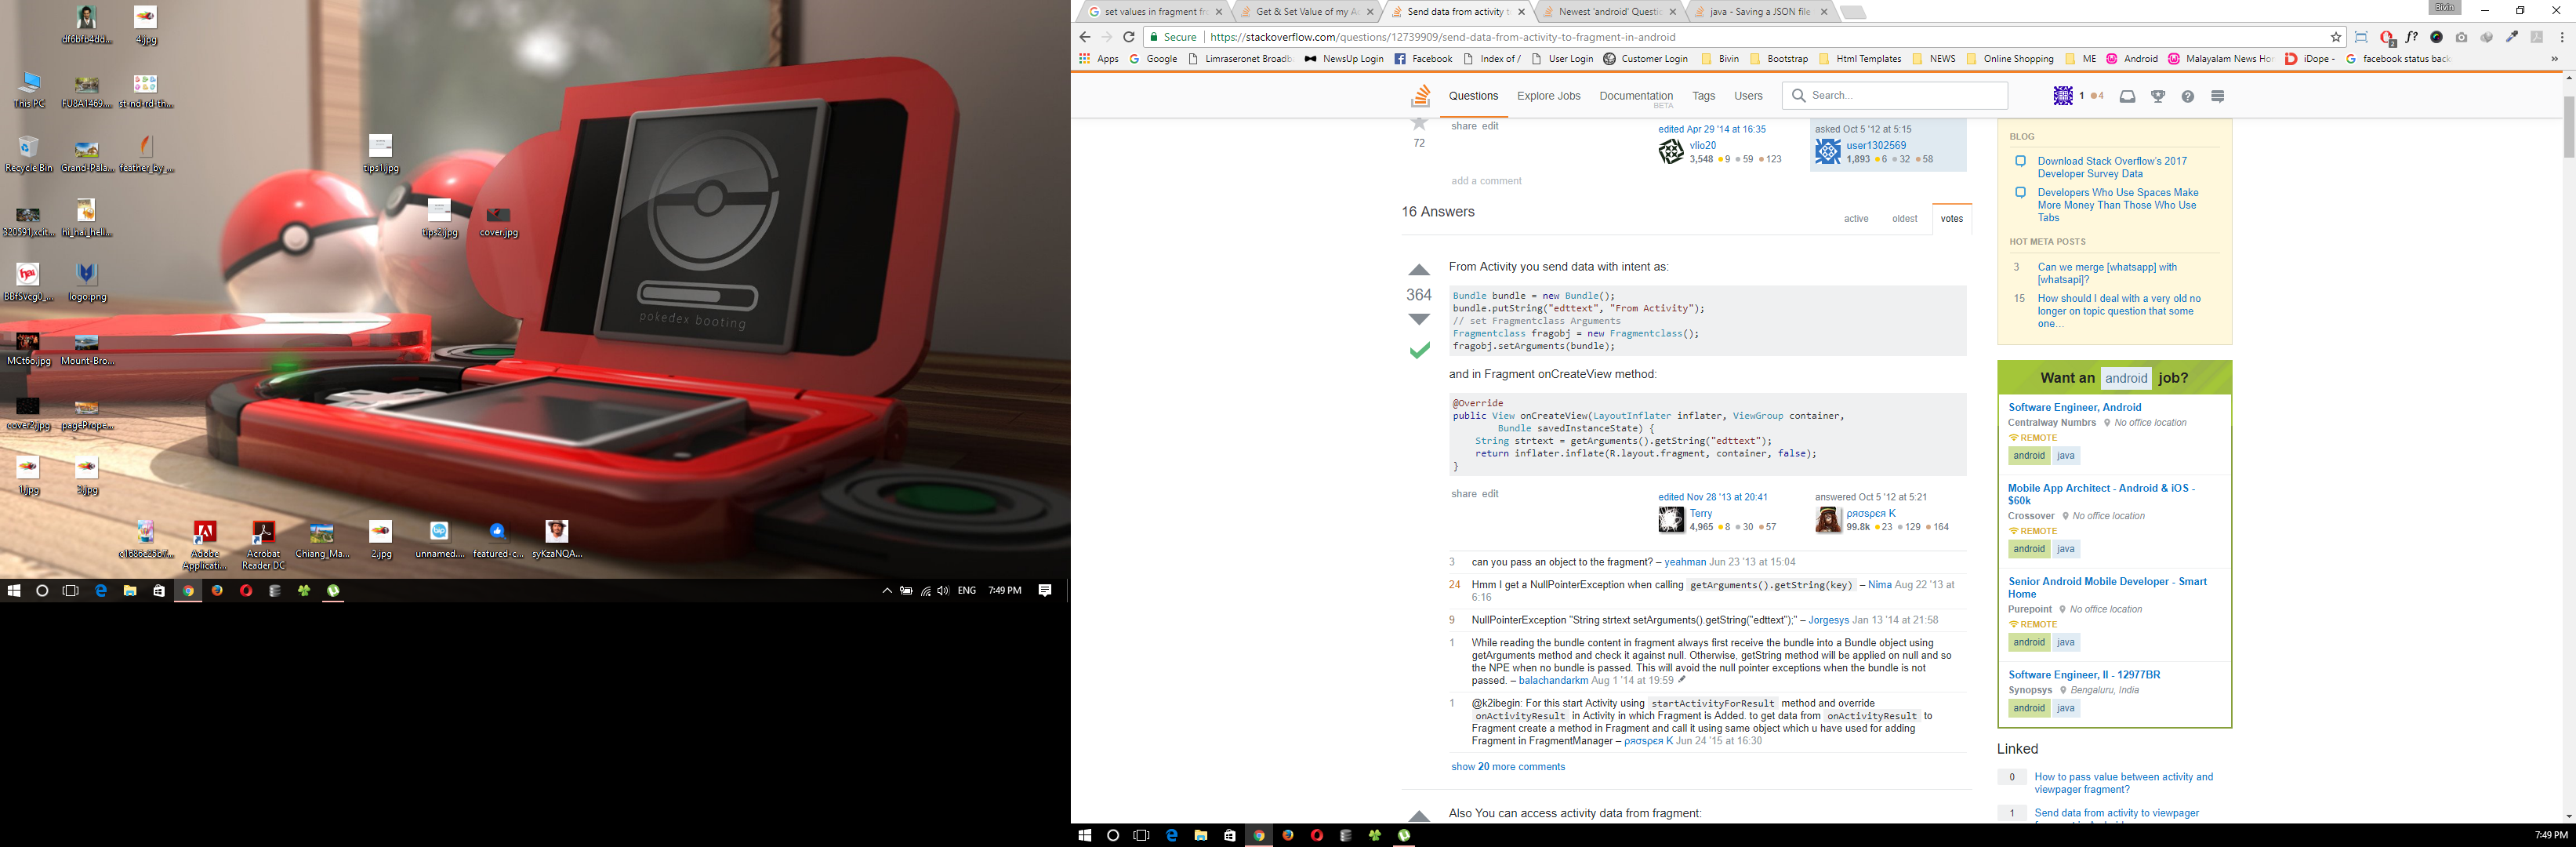 df6bfb4dd...
4.jpg
This PC
FU8A1469....
st-nd-rd-th...
Recycle Bin
Grand-Pala...
feather_by_...
tips1.jpg
320591,xcit...
hi_hai_hell...
tips2.jpg
cover.jpg
logo.png
pokedex booting
MCt6o.jpg
Mount-Bro...
cover2.jpg
pagePrope...
1.jpg
3.jpg
Adobe Applicati...
Acrobat Reader DC
Chiang_Ma...
2.jpg
unnamed....
featured-c...
syKzaNQA...
ENG
7:49 PM
set values in fragment fr
Get & Set Value of my A
Send data from activity t
Newest 'android' Questi
java - Saving a JSON file
Bivin
Secure
https://stackoverflow.com/questions/12739909/send-data-from-activity-to-fragment-in-android
Apps
Google
Limraseronet Broadb
NewsUp Login
Facebook
Index of /
User Login
Customer Login
Bivin
Bootstrap
Html Templates
NEWS
Online Shopping
ME
Android
Malayalam News Hor
iDope -
facebook status back
»
Questions
Explore Jobs
Documentation
BETA
Tags
Users
Search...
1
4
72
share edit
edited Apr 29 '14 at 16:35
vlio20
3,548 9 59 123
asked Oct 5 '12 at 5:15
user1302569
1,893 6 32 58
add a comment
16 Answers
active
oldest
votes
364
From Activity you send data with intent as:
Bundle bundle = new Bundle();
bundle.putString("edttext", "From Activity");
// set Fragmentclass Arguments
Fragmentclass fragobj = new Fragmentclass();
fragobj.setArguments(bundle);
and in Fragment onCreateView method:
@Override
public View onCreateView(LayoutInflater inflater, ViewGroup container,
Bundle savedInstanceState) {
String strtext = getArguments().getString("edttext");
return inflater.inflate(R.layout.fragment, container, false);
}
share edit
edited Nov 28 '13 at 20:41
Terry
4,965 8 30 57
answered Oct 5 '12 at 5:21
ρяσѕρєя K
99.8k 23 129 164
3 can you pass an object to the fragment? – yeahman Jun 23 '13 at 15:04
24 Hmm I get a NullPointerException when calling getArguments().getString(key) – Nima Aug 22 '13 at
6:16
9 NullPointerException "String strtext setArguments().getString("edttext");" – Jorgesys Jan 13 '14 at 21:58
1 While reading the bundle content in fragment always first receive the bundle into a Bundle object using
getArguments method and check it against null. Otherwise, getString method will be applied on null and so
the NPE when no bundle is passed. This will avoid the null pointer exceptions when the bundle is not
passed. – balachandarkm Aug 1 '14 at 19:59
1 @k2ibegin: For this start Activity using startActivityForResult method and override
onActivityResult in Activity in which Fragment is Added. to get data from onActivityResult to
Fragment create a method in Fragment and call it using same object which u have used for adding
Fragment in FragmentManager – ρяσѕρєя K Jun 24 '15 at 16:30
show 20 more comments
Also You can access activity data from fragment:
BLOG
Download Stack Overflow's 2017
Developer Survey Data
Developers Who Use Spaces Make
More Money Than Those Who Use
Tabs
HOT META POSTS
3 Can we merge [whatsapp] with
[whatsapi]?
15 How should I deal with a very old no
longer on topic question that some
one…
Want an android job?
Software Engineer, Android
Centralway Numbrs No office location
REMOTE
android java
Mobile App Architect - Android & iOS -
$60k
Crossover No office location
REMOTE
android java
Senior Android Mobile Developer - Smart
Home
Purepoint No office location
REMOTE
android java
Software Engineer, II - 12977BR
Synopsys Bengaluru, India
android java
Linked
0 How to pass value between activity and
viewpager fragment?
1 Send data from activity to viewpager
7:49 PM